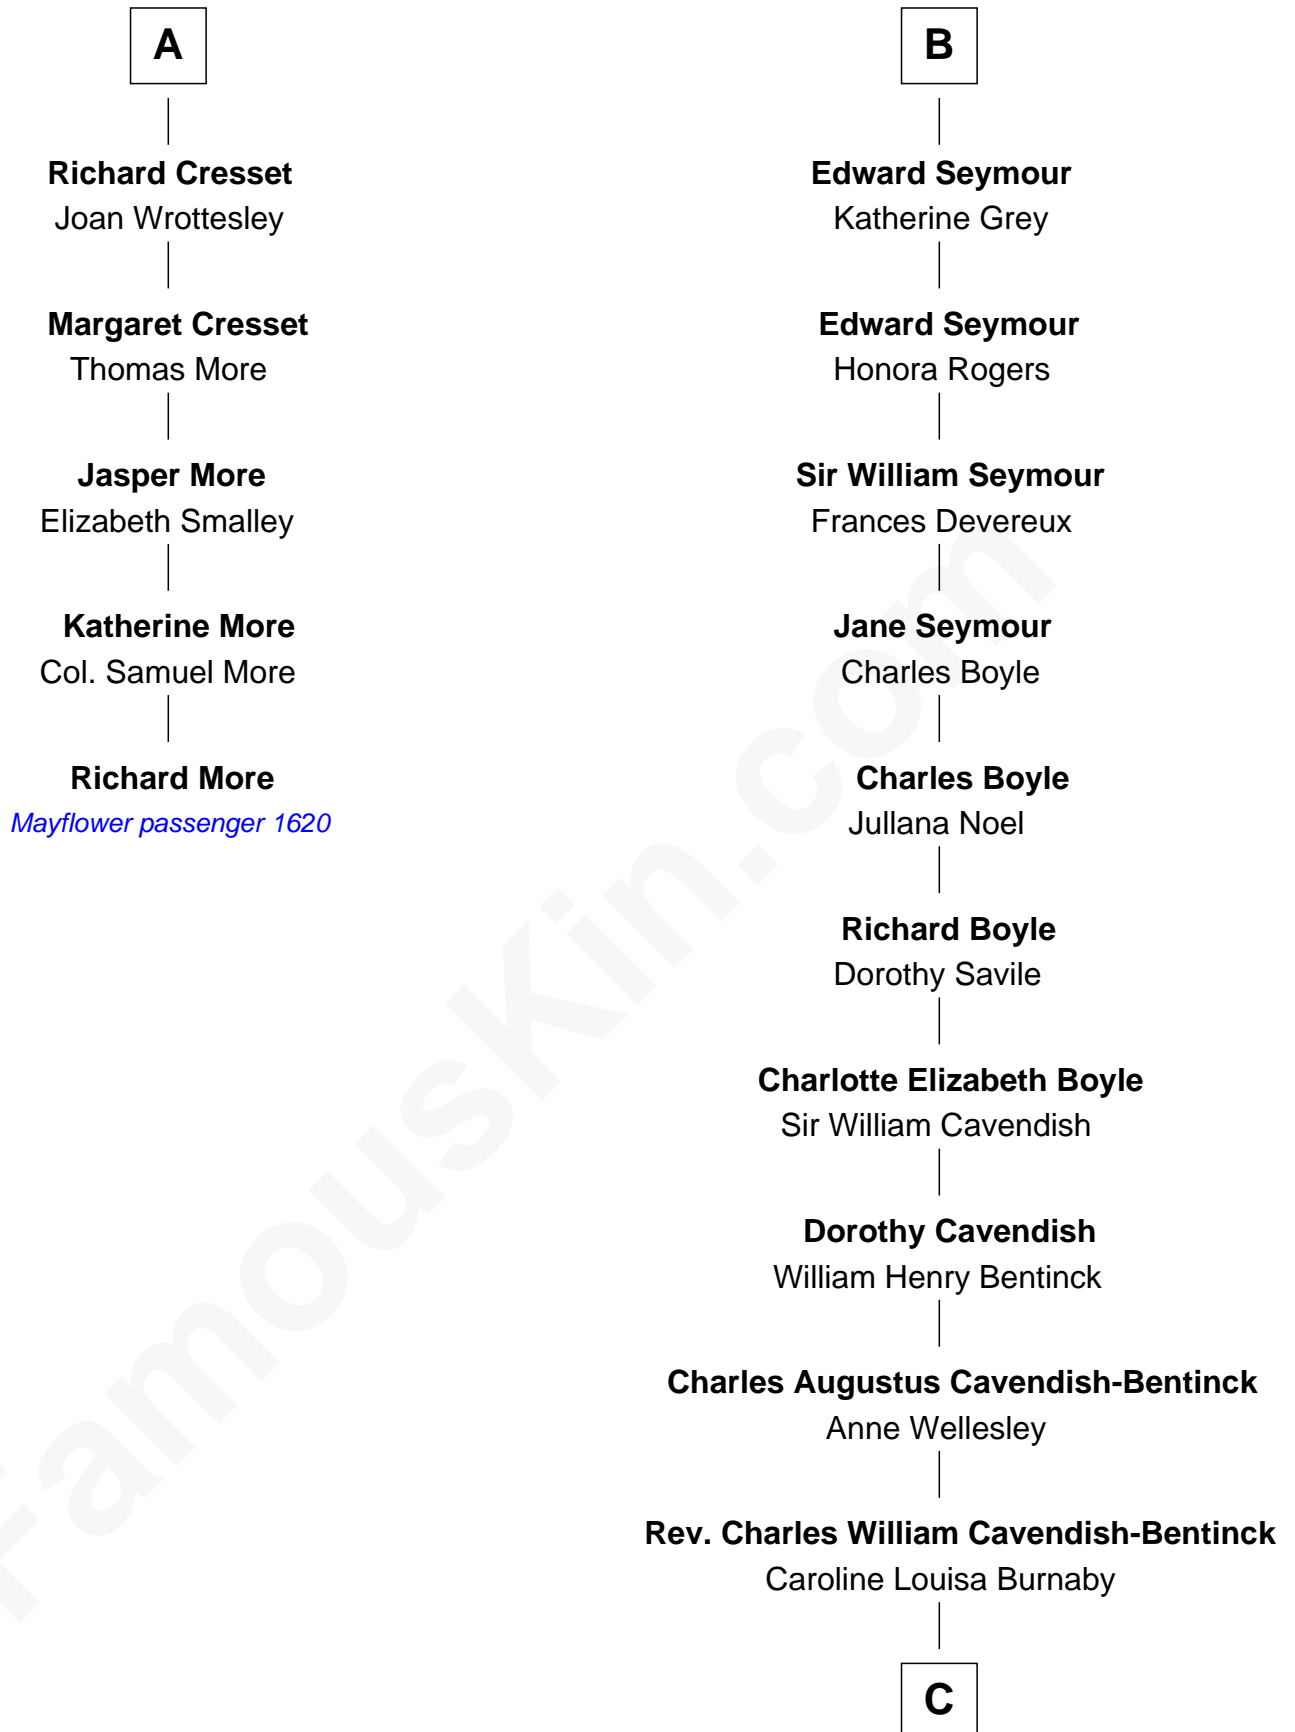 A
Richard Cresset
Joan Wrottesley
Margaret Cresset
Thomas More
Jasper More
Elizabeth Smalley
Katherine More
Col. Samuel More
Richard More
Mayflower passenger 1620
B
Edward Seymour
Katherine Grey
Edward Seymour
Honora Rogers
Sir William Seymour
Frances Devereux
Jane Seymour
Charles Boyle
Charles Boyle
Jullana Noel
Richard Boyle
Dorothy Savile
Charlotte Elizabeth Boyle
Sir William Cavendish
Dorothy Cavendish
William Henry Bentinck
Charles Augustus Cavendish-Bentinck
Anne Wellesley
Rev. Charles William Cavendish-Bentinck
Caroline Louisa Burnaby
C
FamousKin.com